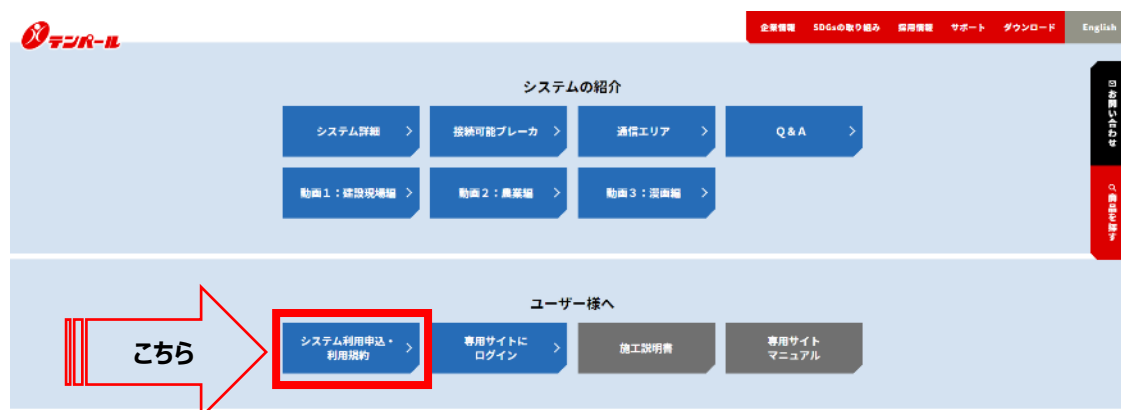 テンパール
企業情報 SDGsの取り組み 採用情報 サポート ダウンロード English
システムの紹介
システム詳細 接続可能ブレーカ 通信エリア Q&A
動画1:建設現場編 動画2:農業編 動画3:漫画編
お問い合わせ
商品を探す
ユーザー様へ
こちら
システム利用申込・
利用規約
専用サイトに
ログイン
施工説明書
専用サイト
マニュアル